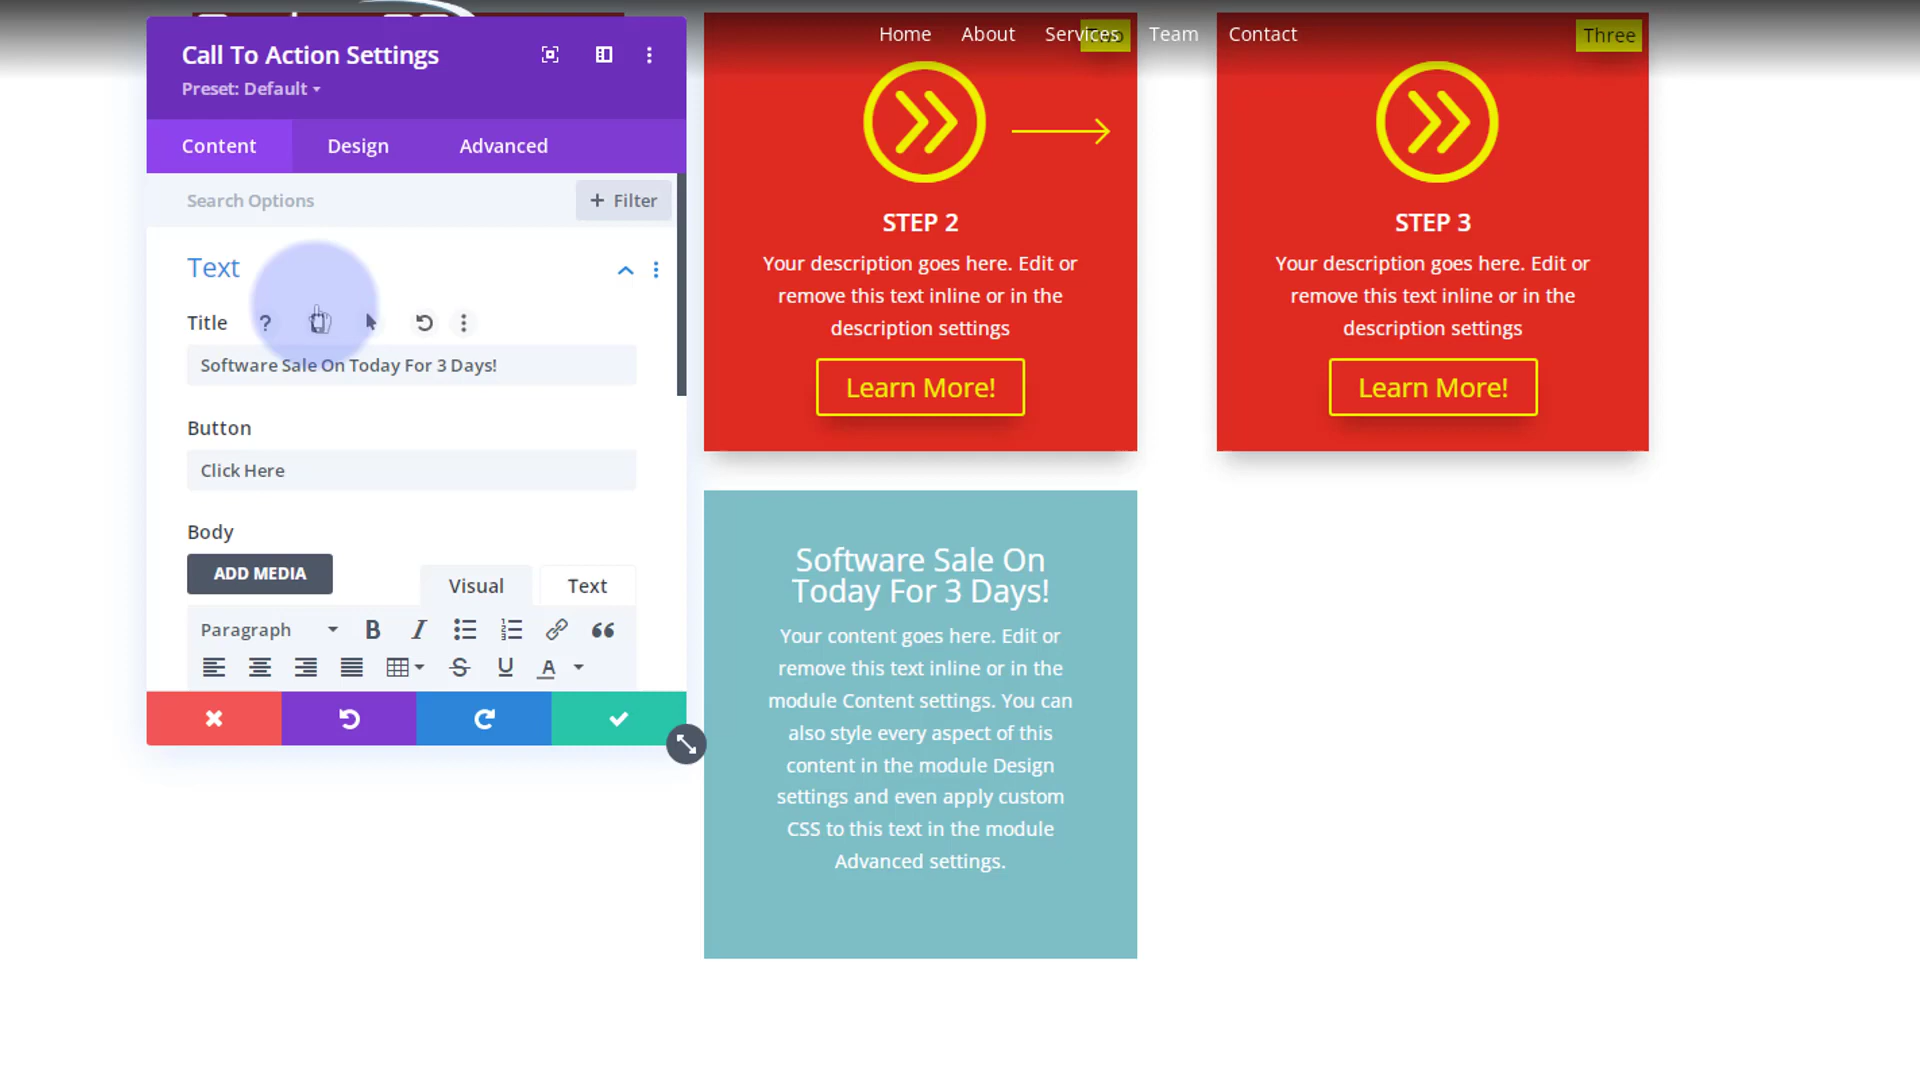 Call To Action Settings
Preset: Default
Content
Design
Advanced
Search Options
+ Filter
Text
Title
?
Software Sale On Today For 3 Days!
Button
Click Here
Body
ADD MEDIA
Visual
Text
Paragraph
Home
About
Services
Team
Contact
Three
STEP 2
Your description goes here. Edit or
remove this text inline or in the
description settings
Learn More!
STEP 3
Your description goes here. Edit or
remove this text inline or in the
description settings
Learn More!
Software Sale On
Today For 3 Days!
Your content goes here. Edit or
remove this text inline or in the
module Content settings. You can
also style every aspect of this
content in the module Design
settings and even apply custom
CSS to this text in the module
Advanced settings.